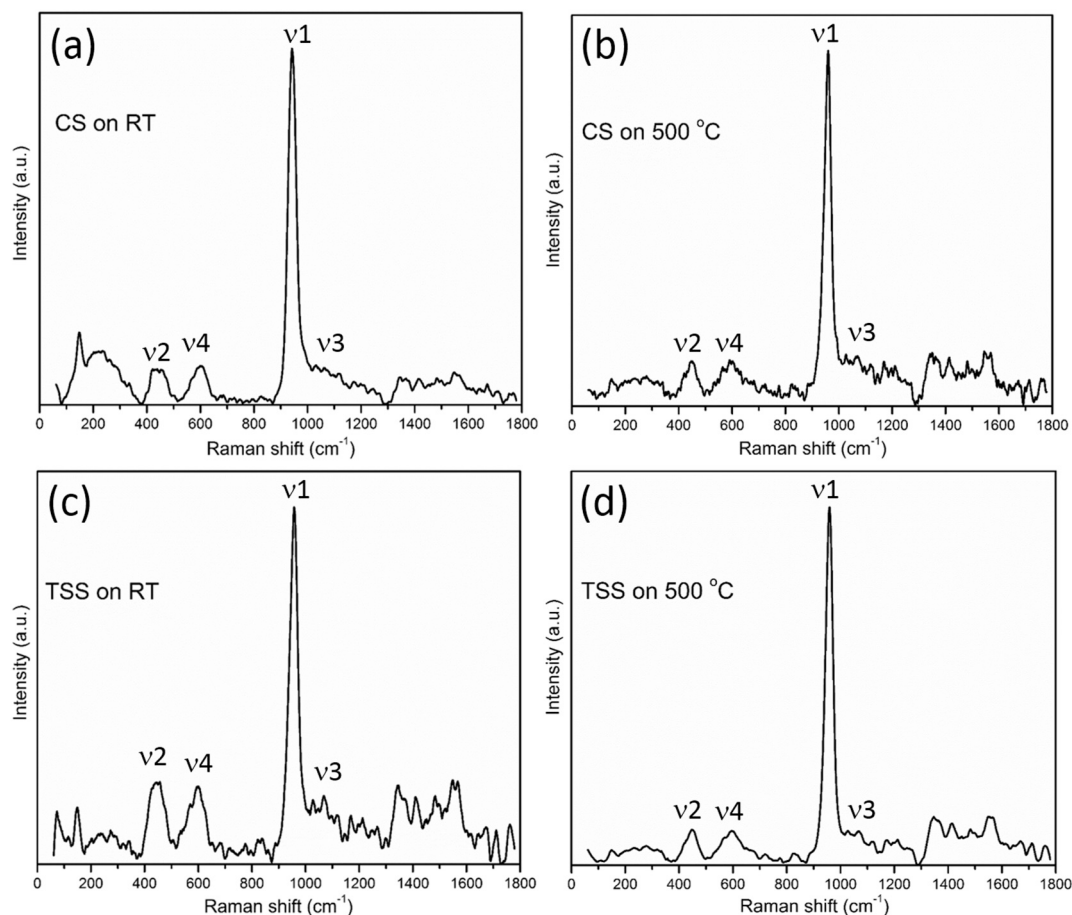 (a)
ν1
CS on RT
ν2
ν4
ν3
Intensity (a.u.)
0 200 400 600 800 1000 1200 1400 1600 1800
Raman shift (cm⁻¹)
(b)
ν1
CS on 500 °C
ν2
ν4
ν3
Intensity (a.u.)
0 200 400 600 800 1000 1200 1400 1600 1800
Raman shift (cm⁻¹)
(c)
ν1
TSS on RT
ν2
ν4
ν3
Intensity (a.u.)
0 200 400 600 800 1000 1200 1400 1600 1800
Raman shift (cm⁻¹)
(d)
ν1
TSS on 500 °C
ν2
ν4
ν3
Intensity (a.u.)
0 200 400 600 800 1000 1200 1400 1600 1800
Raman shift (cm⁻¹)